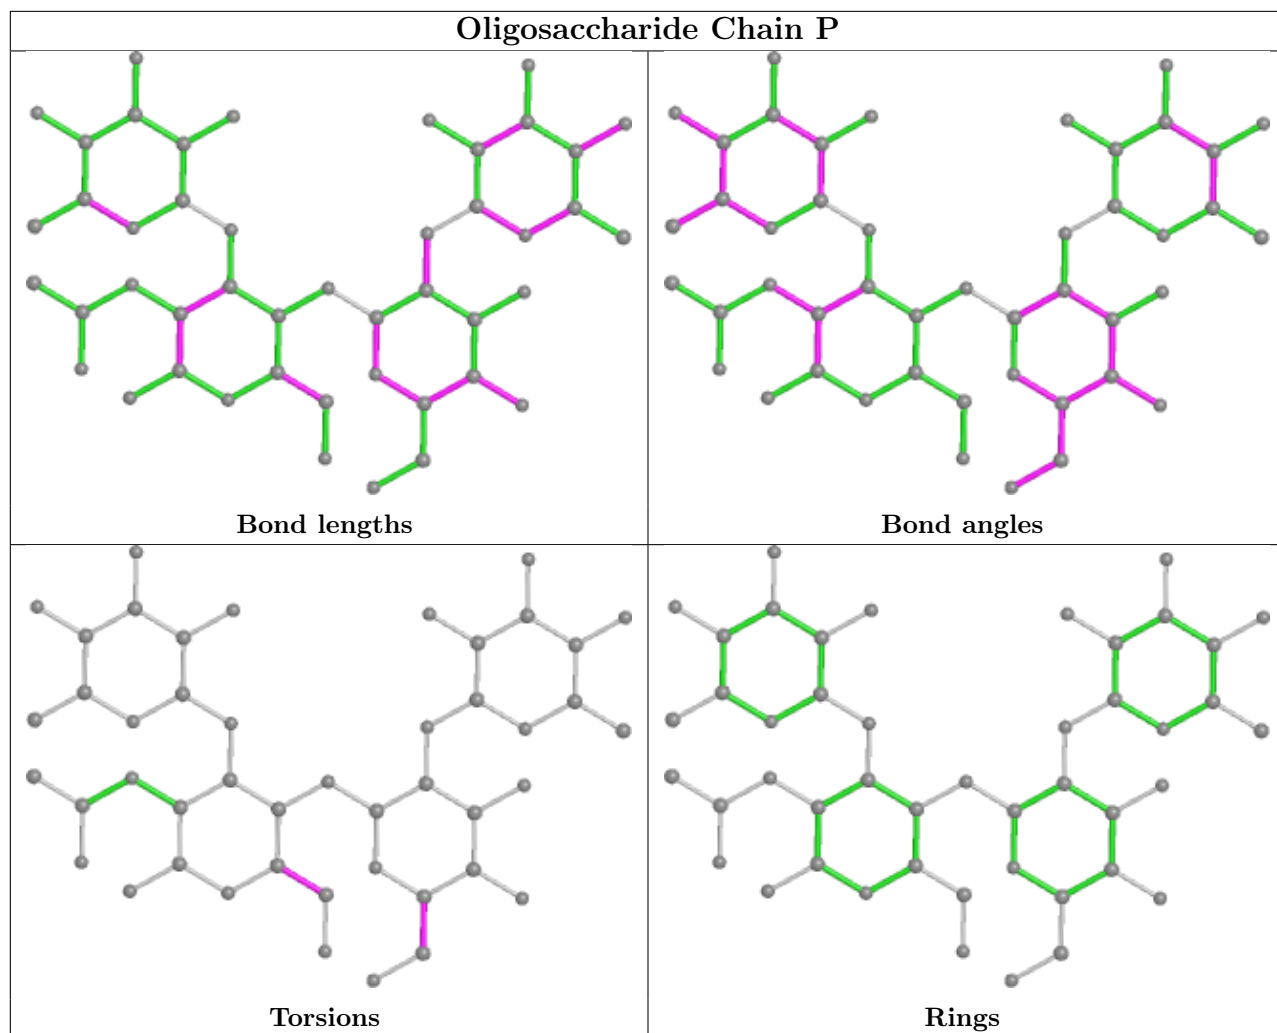 Oligosaccharide Chain P
Bond lengths
Bond angles
Torsions
Rings